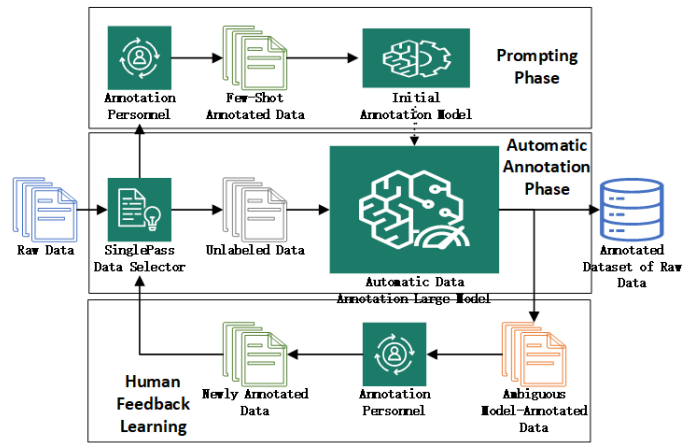 Prompting
Phase
Annotation
Personnel
Few-Shot
Annotated Data
Initial
Annotation Model
Automatic
Annotation
Phase
Raw Data
SinglePass
Data Selector
Unlabeled Data
Automatic Data
Annotation Large Model
Annotated
Dataset of Raw
Data
Human
Feedback
Learning
Newly Annotated
Data
Annotation
Personnel
Ambiguous
Model-Annotated
Data